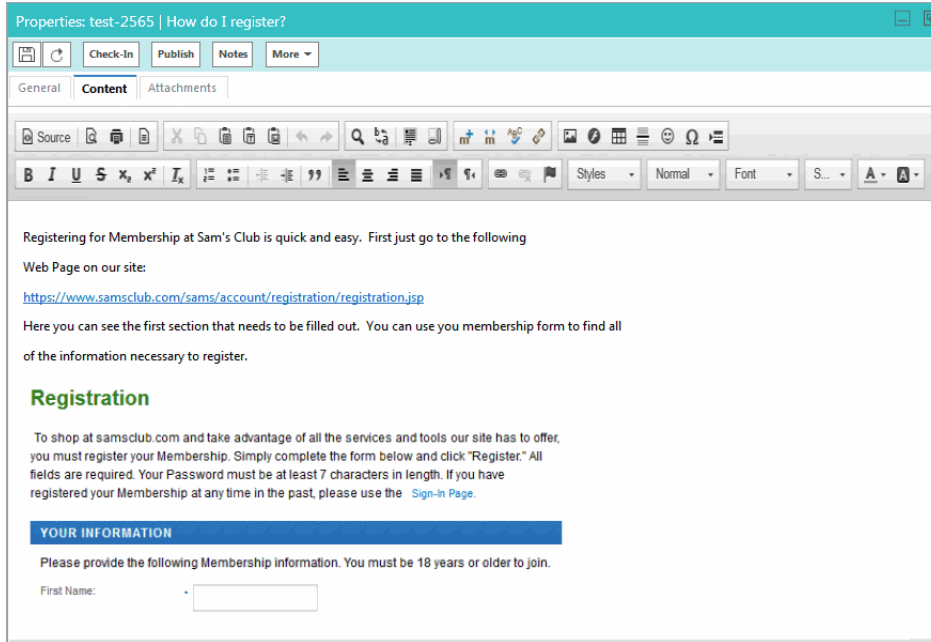 Properties: test-2565 | How do I register?
Check-In Publish Notes More
General Content Attachments
Source
B I U S x₂ x² Tx Styles Normal Font S... A A
Registering for Membership at Sam's Club is quick and easy. First just go to the following
Web Page on our site:
https://www.samsclub.com/sams/account/registration/registration.jsp
Here you can see the first section that needs to be filled out. You can use you membership form to find all
of the information necessary to register.
Registration
To shop at samsclub.com and take advantage of all the services and tools our site has to offer,
you must register your Membership. Simply complete the form below and click "Register." All
fields are required. Your Password must be at least 7 characters in length. If you have
registered your Membership at any time in the past, please use the Sign-In Page.
YOUR INFORMATION
Please provide the following Membership information. You must be 18 years or older to join.
First Name: